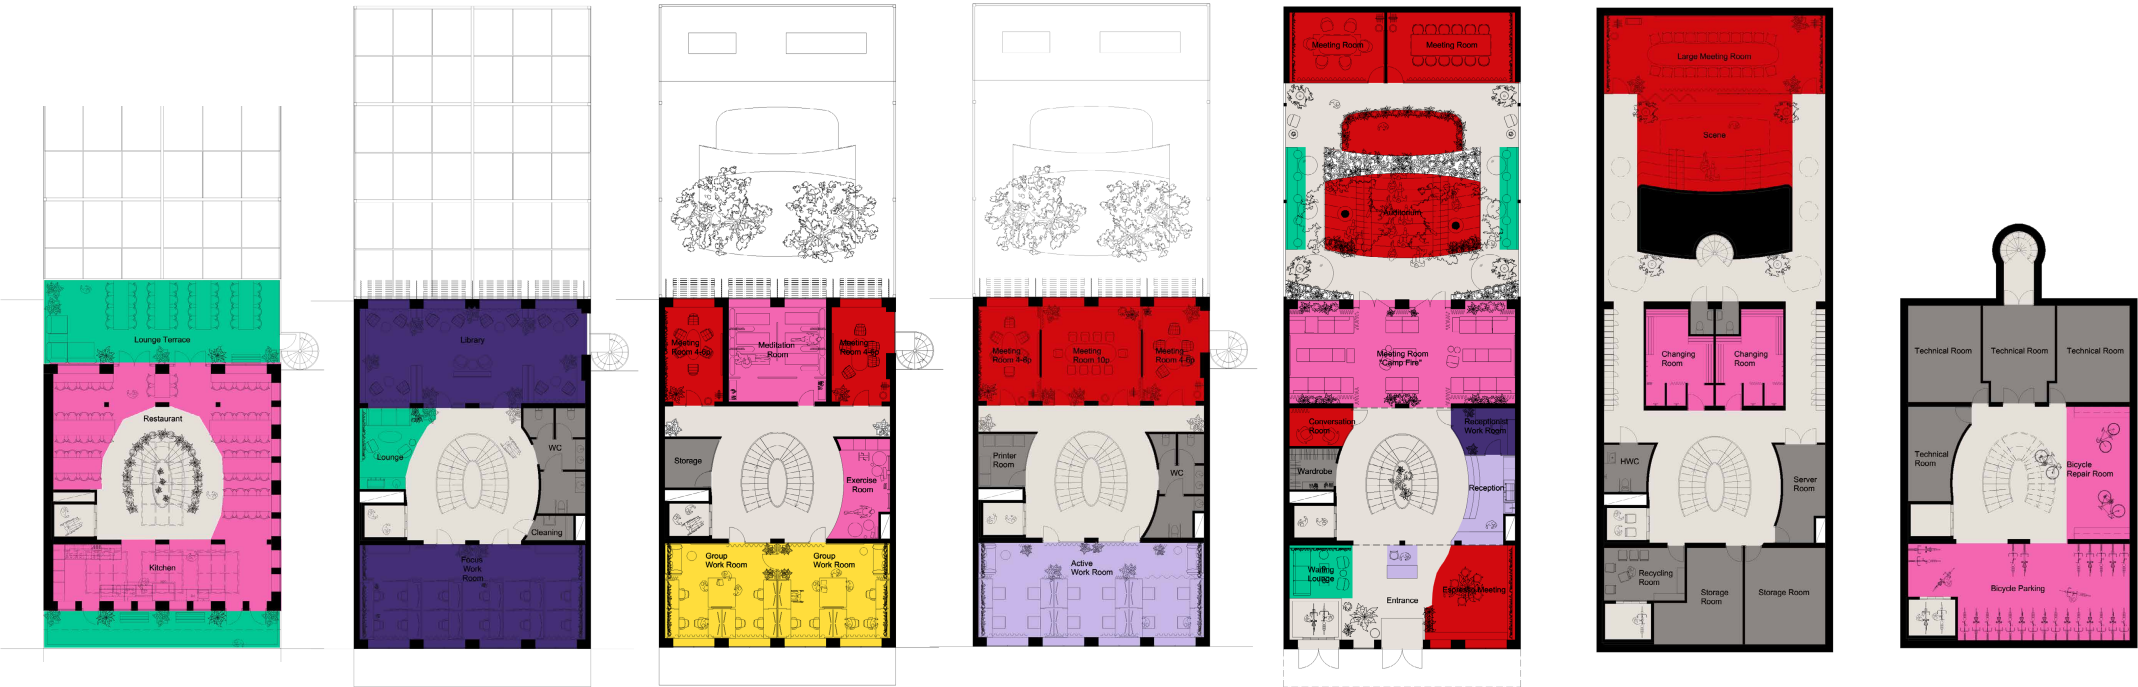 Lounge Terrace
Restaurant
Kitchen
Library
Lounge
WC
Cleaning
Focus
Work
Room
Meeting
Room 4-6p
Meditation
Room
Meeting
Room 4-6p
Storage
Exercise
Room
Group
Work Room
Group
Work Room
Meeting
Room 4-6p
Meeting
Room 10p
Meeting
Room 4-6p
Printer
Room
WC
Active
Work Room
Meeting Room
Meeting Room
Auditorium
Meeting Room
"Camp Fire"
Conversation
Room
Receptionist
Work Room
Wardrobe
Reception
Waiting
Lounge
Entrance
Meeting
Large Meeting Room
Scene
Changing
Room
Changing
Room
HWC
Server
Room
Recycling
Room
Storage
Room
Storage Room
Technical Room
Technical Room
Technical Room
Technical
Room
Bicycle
Repair Room
Bicycle Parking